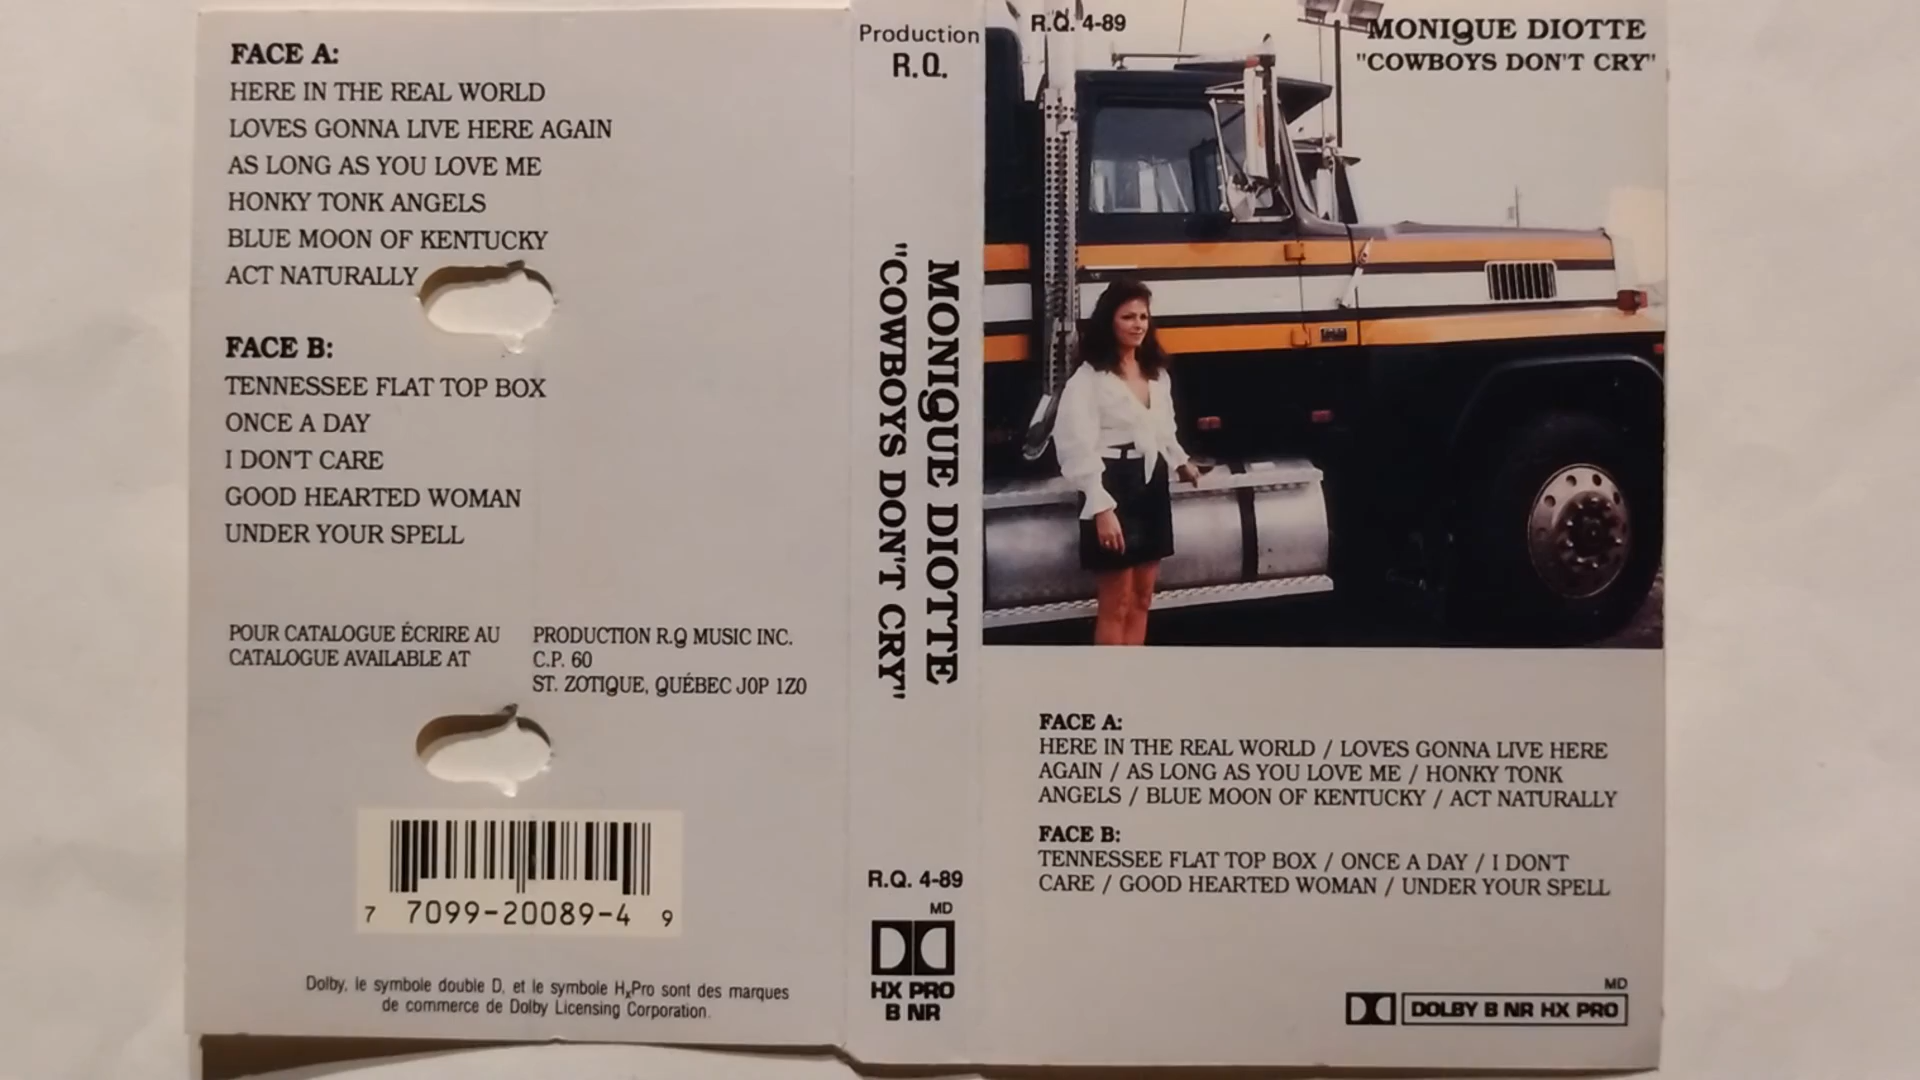 FACE A:
HERE IN THE REAL WORLD
LOVES GONNA LIVE HERE AGAIN
AS LONG AS YOU LOVE ME
HONKY TONK ANGELS
BLUE MOON OF KENTUCKY
ACT NATURALLY
FACE B:
TENNESSEE FLAT TOP BOX
ONCE A DAY
I DON'T CARE
GOOD HEARTED WOMAN
UNDER YOUR SPELL
POUR CATALOGUE ÉCRIRE AU
CATALOGUE AVAILABLE AT
PRODUCTION R.Q MUSIC INC.
C.P. 60
ST. ZOTIQUE, QUÉBEC J0P 1Z0
7 7099-20089-4 9
Dolby, le symbole double D, et le symbole HxPro sont des marques
de commerce de Dolby Licensing Corporation.
Production
R.Q.
MONIQUE DIOTTE
"COWBOYS DON'T CRY"
R.Q. 4-89
MD
HX PRO
B NR
R.Q. 4-89
MONIQUE DIOTTE
"COWBOYS DON'T CRY"
FACE A:
HERE IN THE REAL WORLD / LOVES GONNA LIVE HERE
AGAIN / AS LONG AS YOU LOVE ME / HONKY TONK
ANGELS / BLUE MOON OF KENTUCKY / ACT NATURALLY
FACE B:
TENNESSEE FLAT TOP BOX / ONCE A DAY / I DON'T
CARE / GOOD HEARTED WOMAN / UNDER YOUR SPELL
MD
DOLBY B NR HX PRO